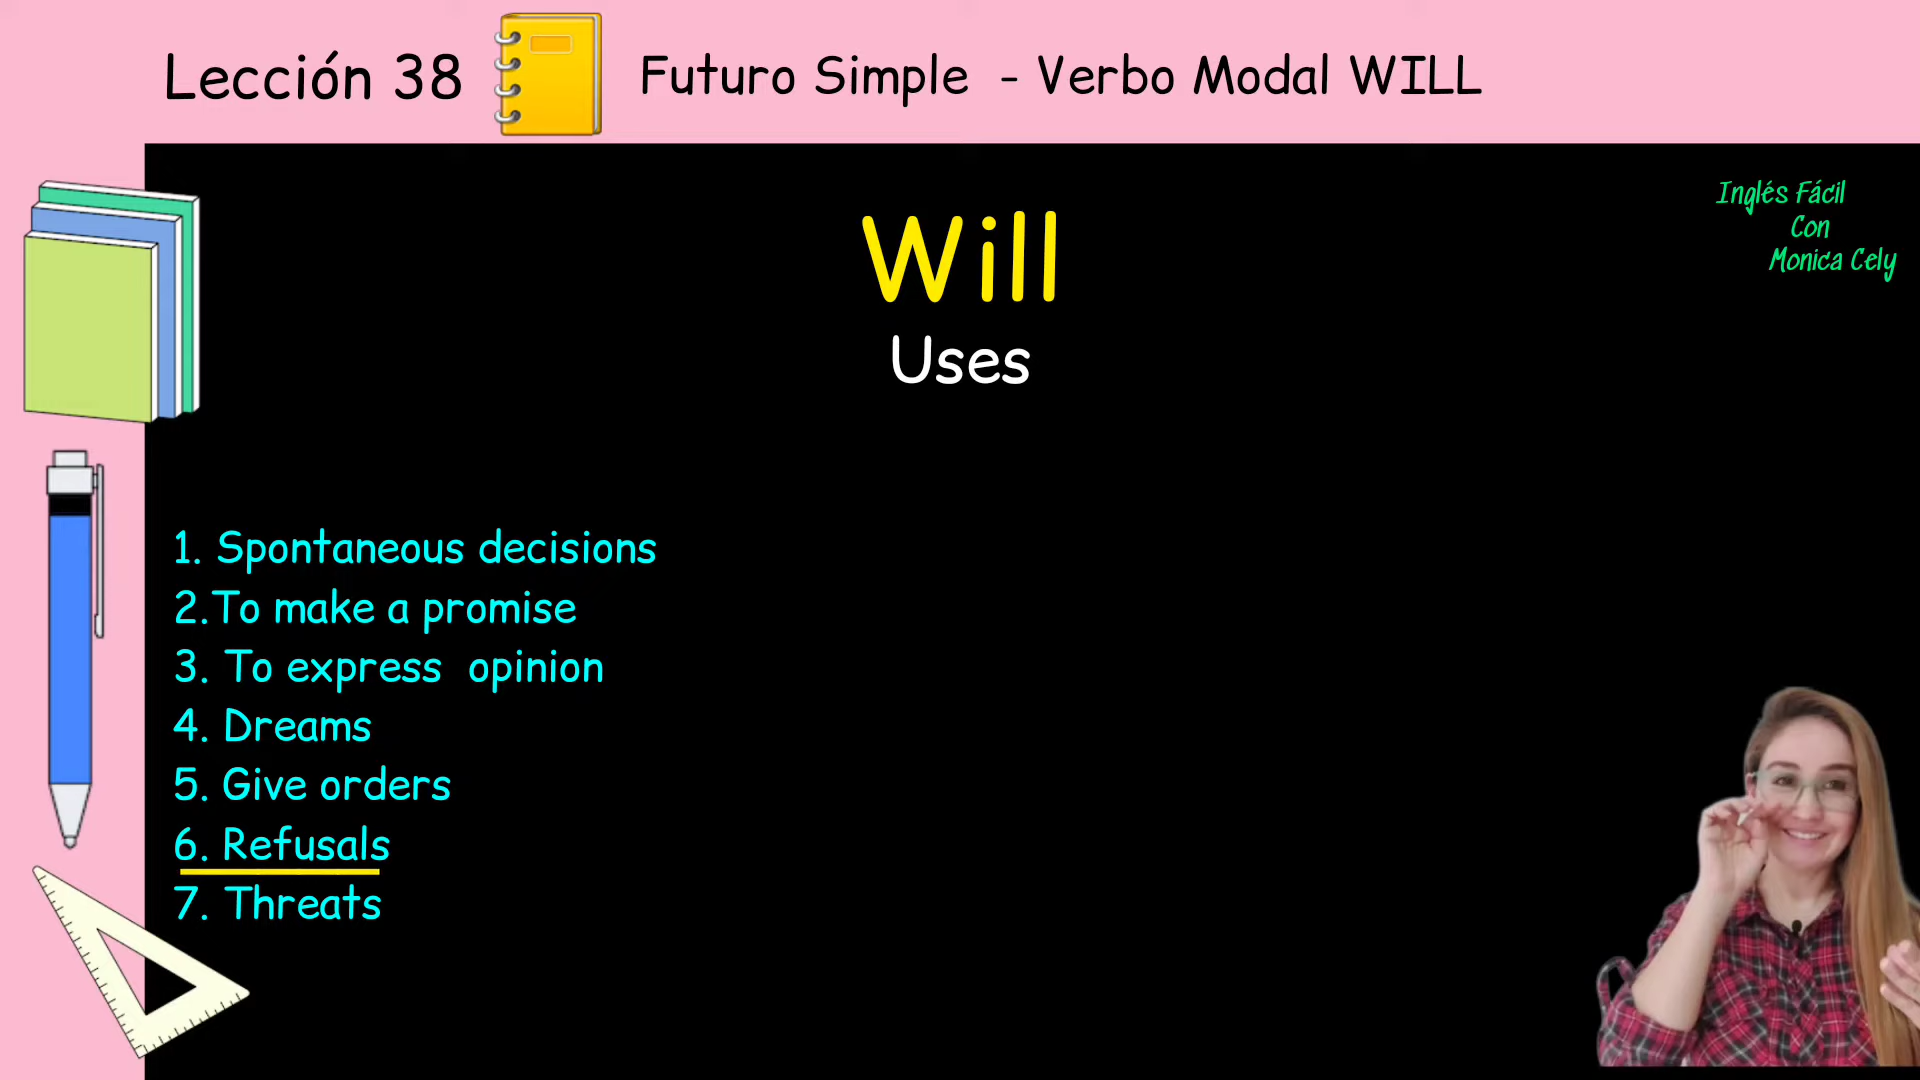 Lección 38
Futuro Simple - Verbo Modal WILL
Inglés Fácil
Con
Monica Cely
Will
Uses
1. Spontaneous decisions
2.To make a promise
3. To express opinion
4. Dreams
5. Give orders
6. Refusals
7. Threats